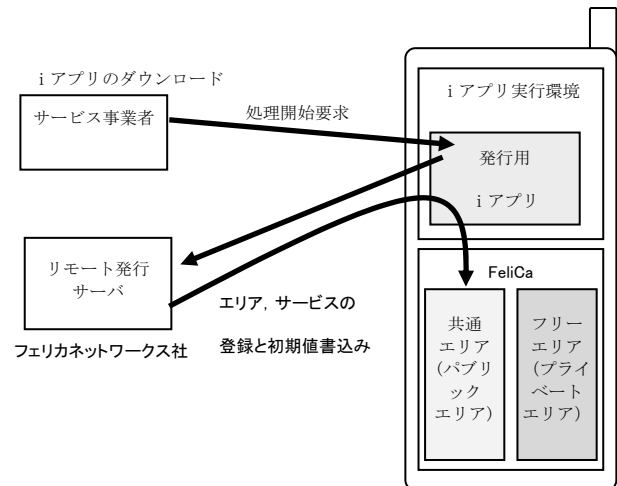 iアプリのダウンロード
サービス事業者
処理開始要求
iアプリ実行環境
発行用
iアプリ
リモート発行
サーバ
フェリカネットワークス社
エリア，サービスの
登録と初期値書込み
FeliCa
共通
エリア
（パブリ
ック
エリア）
フリー
エリア
（プライ
ベート
エリア）